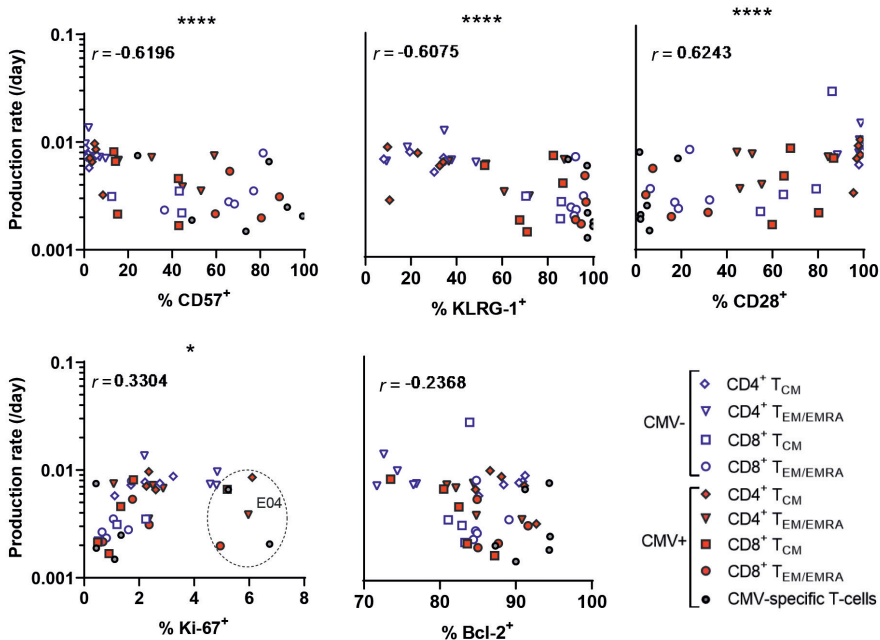 **** **** ****
0.1
r = -0.6196 r = -0.6075 r = 0.6243
Production rate (/day)
0.01
0.001
0 20 40 60 80 100 0 20 40 60 80 100 0 20 40 60 80 100
% CD57+ % KLRG-1+ % CD28+
*
0.1
r = 0.3304 r = -0.2368
Production rate (/day)
0.01
E04
0.001
0 2 4 6 8 70 80 90 100
% Ki-67+ % Bcl-2+
CMV-
CD4+ TCM
CD4+ TEM/EMRA
CD8+ TCM
CD8+ TEM/EMRA
CMV+
CD4+ TCM
CD4+ TEM/EMRA
CD8+ TCM
CD8+ TEM/EMRA
CMV-specific T-cells